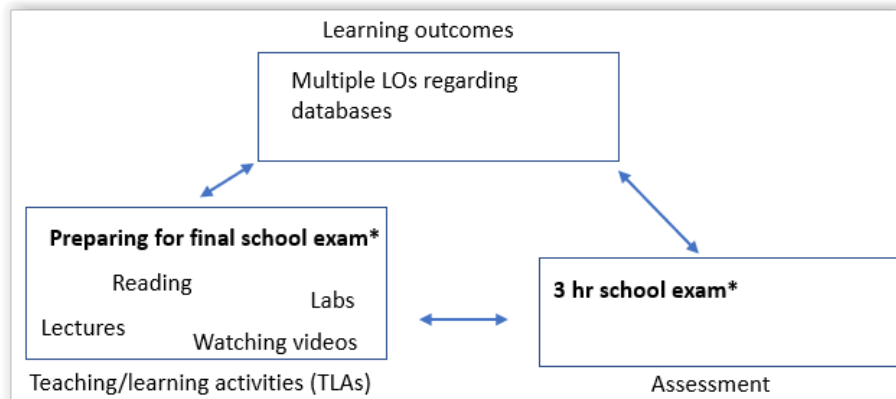 Learning outcomes
Multiple LOs regarding
databases
Preparing for final school exam*
Reading
Labs
Lectures
Watching videos
Teaching/learning activities (TLAs)
3 hr school exam*
Assessment